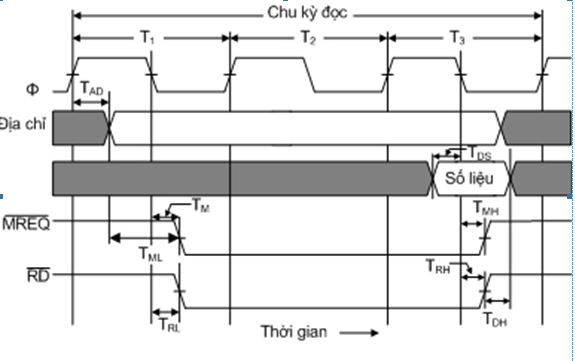 Chu kỳ đọc
T1 T2 T3
Φ
TAD
Địa chỉ
TDS
Số liệu
TM
MREQ
TMH
TML
TRH
RD
TRL
TDH
Thời gian